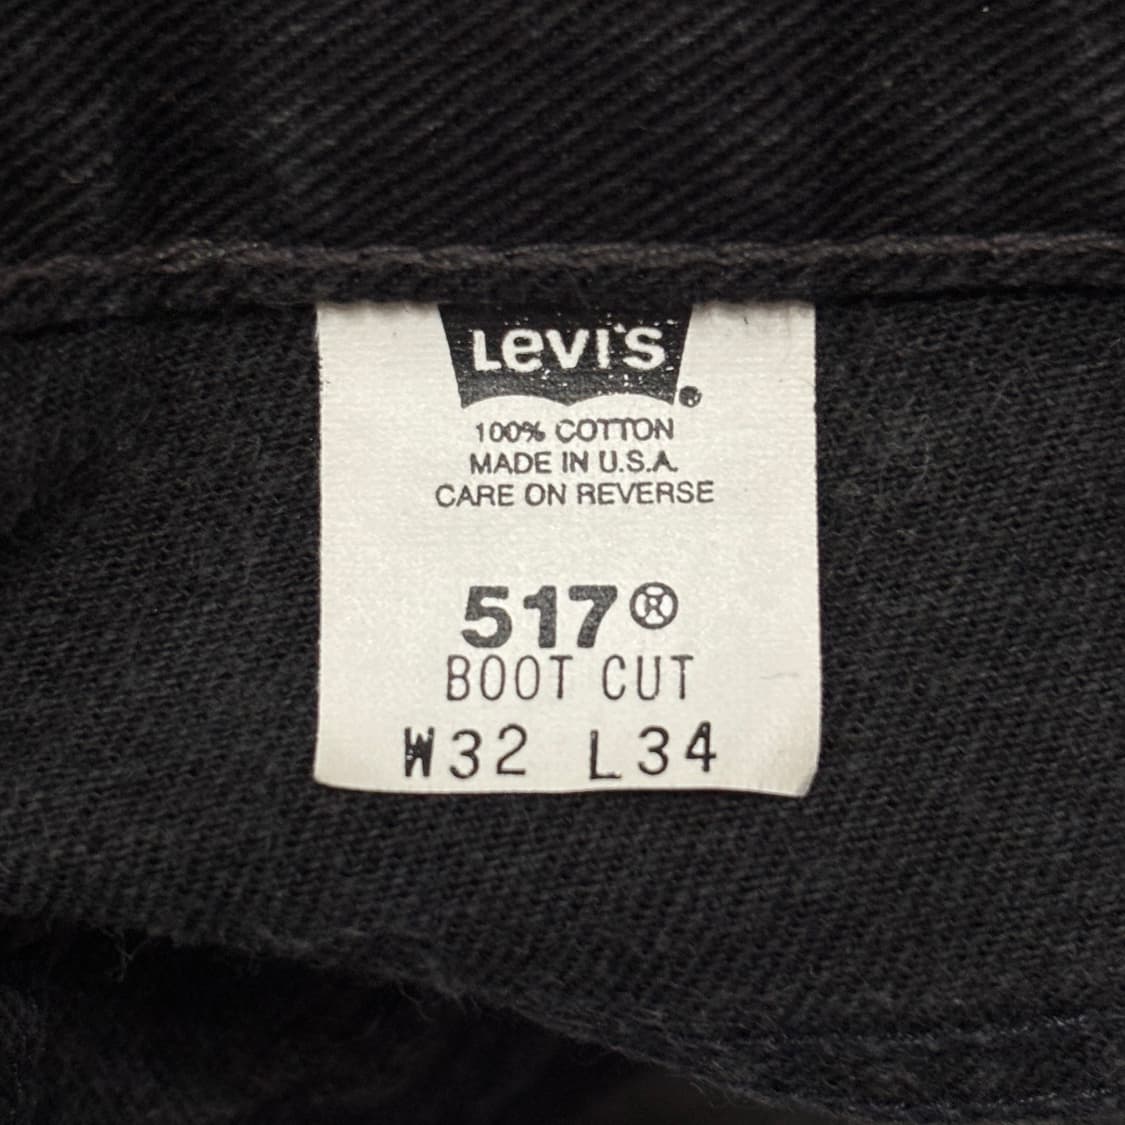 Levi's®
100% COTTON
MADE IN U.S.A.
CARE ON REVERSE
517®
BOOT CUT
W32 L34